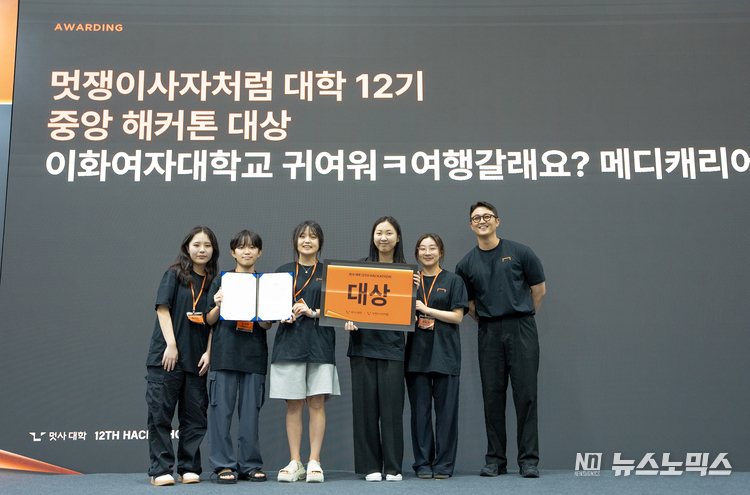 AWARDING
멋쟁이사자처럼 대학 12기
중앙 해커톤 대상
이화여자대학교 귀여워ㅋ여행갈래요? 메디캐리어
대상
멋사 대학 12TH HACK
뉴스노믹스
NEWSNOMICS